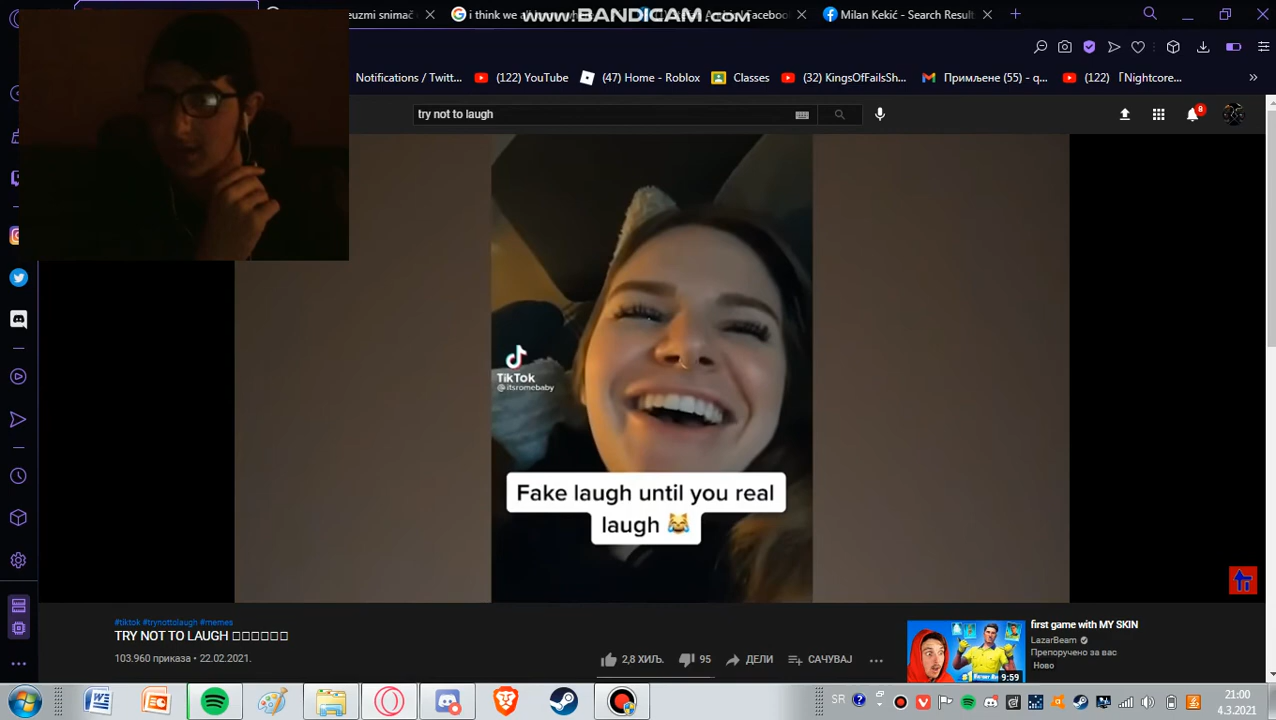 euzmi snimač
i think we all
Facebook
Milan Kekić - Search Result
www.BANDICAM.com
Notifications / Twitt...
(122) YouTube
(47) Home - Roblox
Classes
(32) KingsOfFailsSh...
Примљене (55) - q...
(122) 「Nightcore...
try not to laugh
8
TikTok
@itsromebaby
Fake laugh until you real
laugh 😹
#tiktok #trynottolaugh #memes
TRY NOT TO LAUGH
103.960 приказа • 22.02.2021.
2,8 ХИЉ.
95
ДЕЛИ
САЧУВАЈ
first game with MY SKIN
LazarBeam
Препоручено за вас
Ново
9:59
SR
21:00
4.3.2021